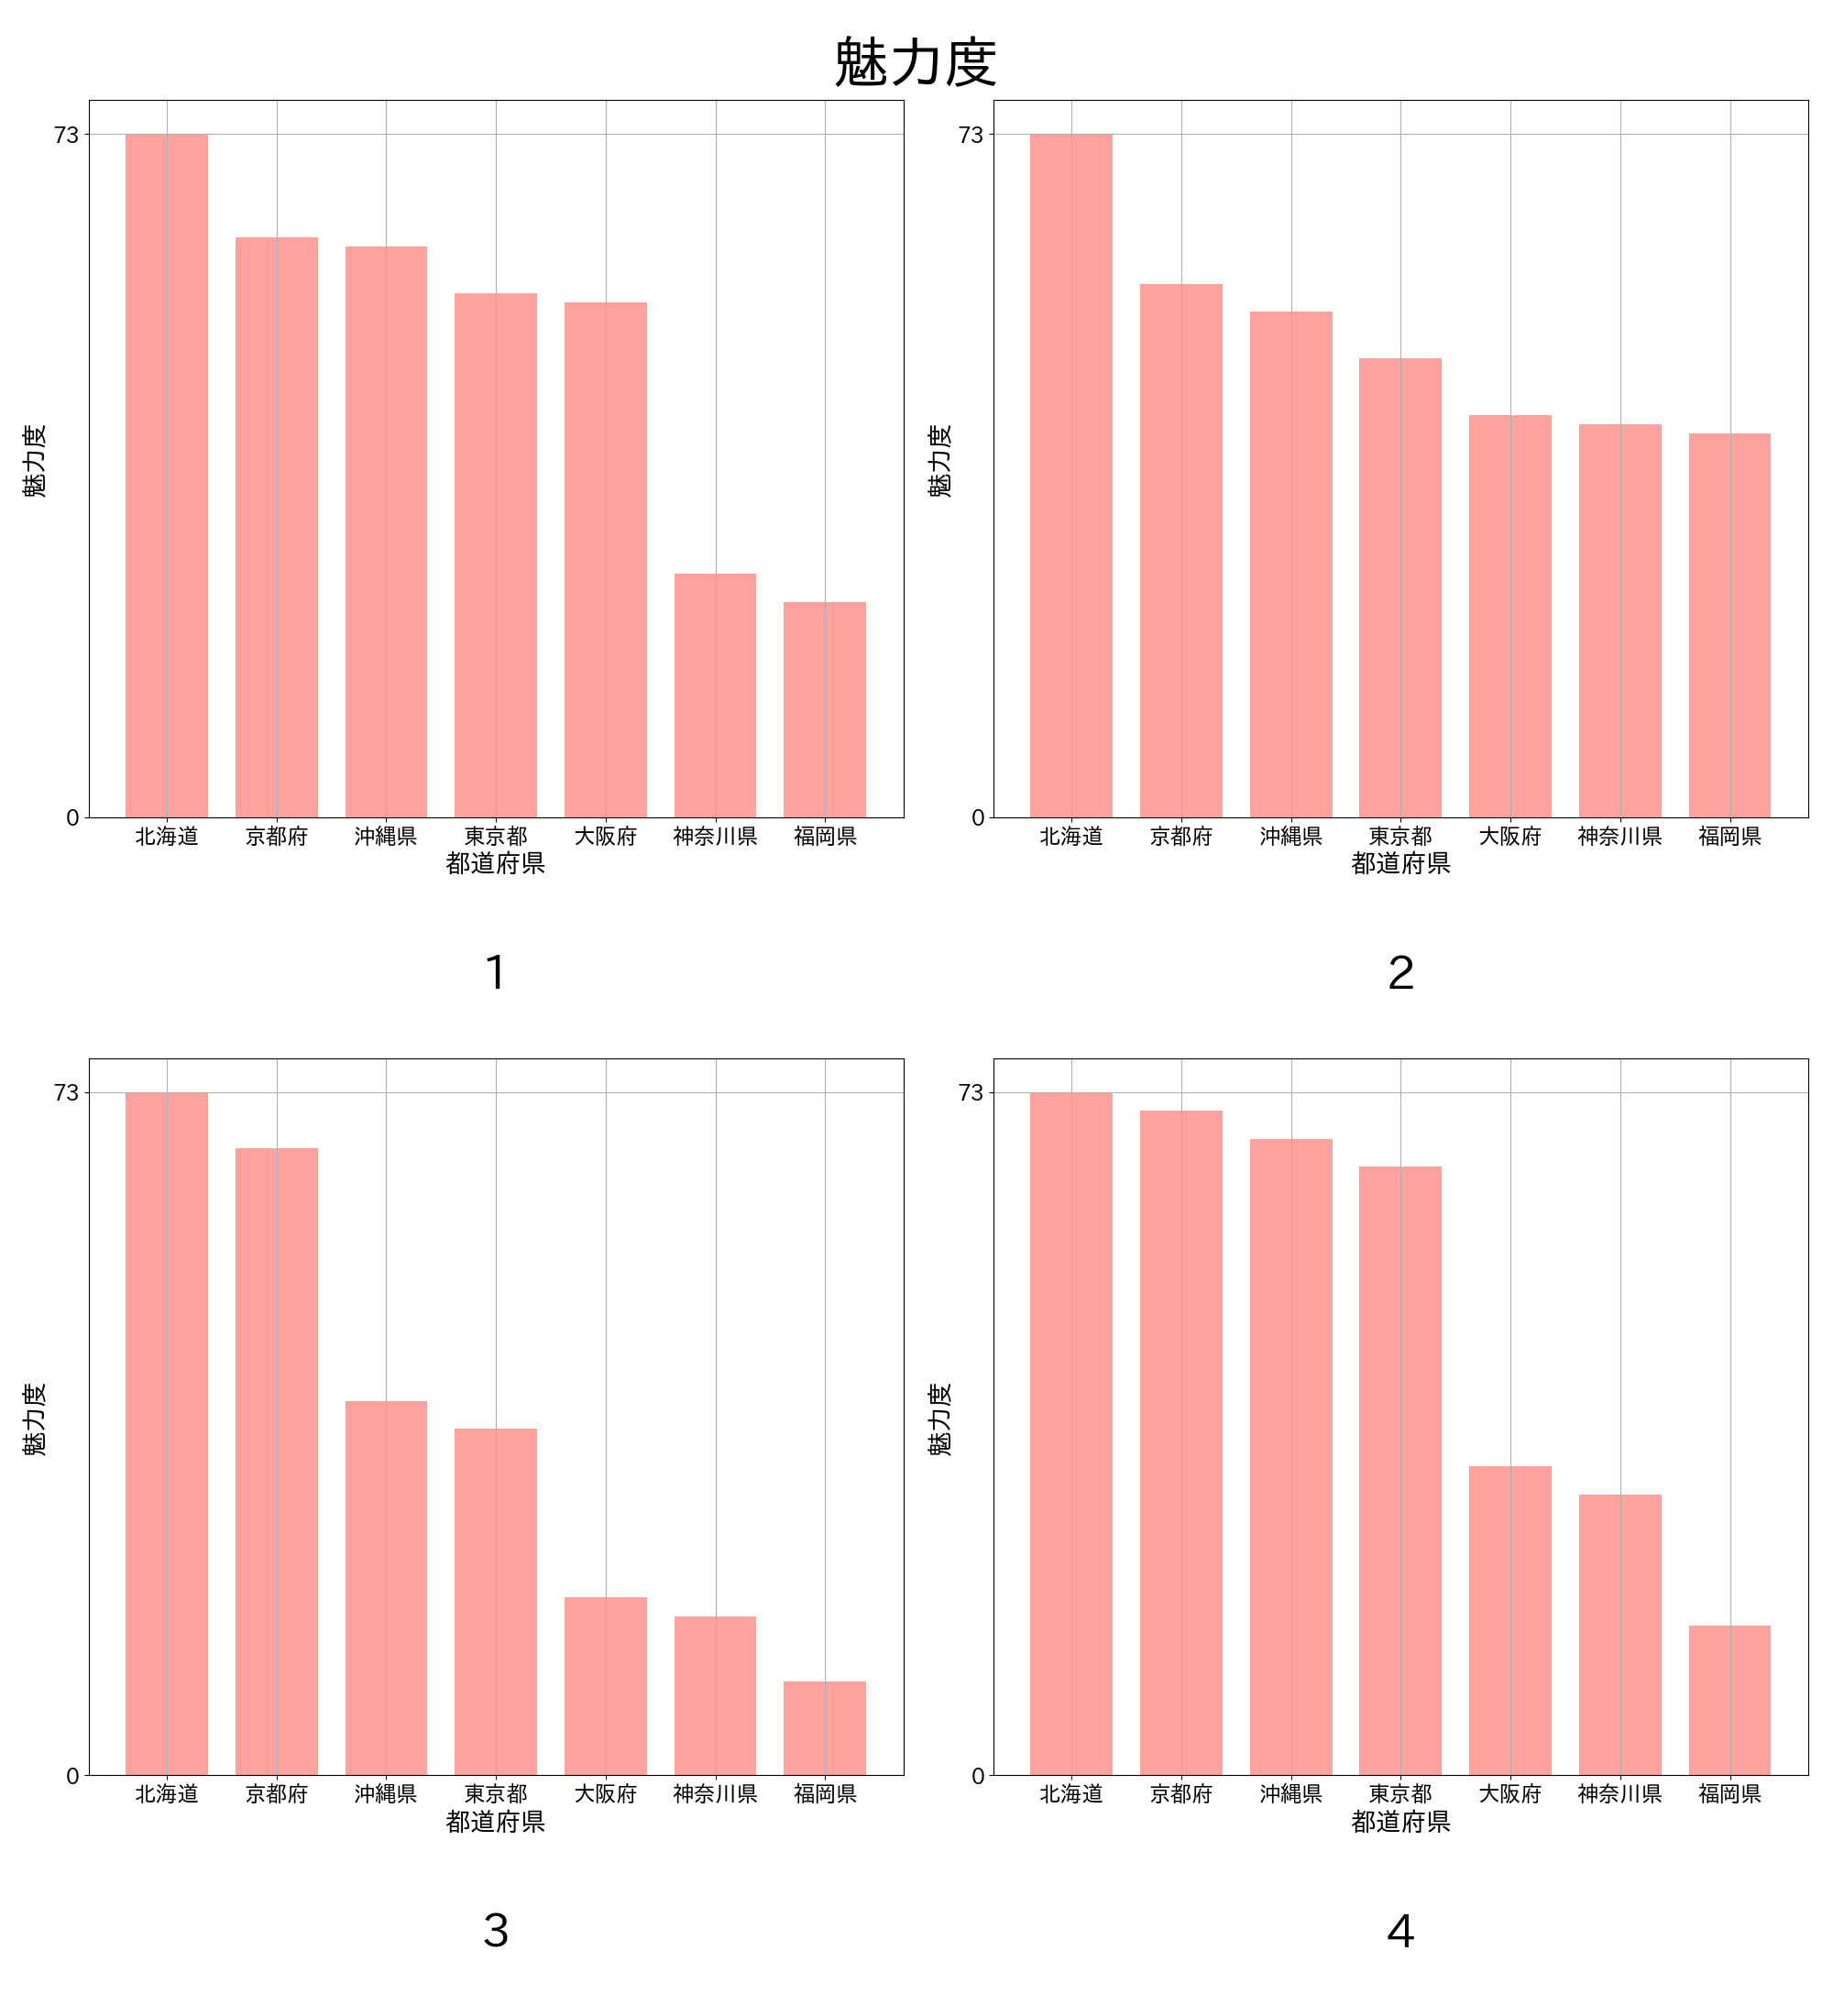 魅力度
73
0
魅力度
北海道 京都府 沖縄県 東京都 大阪府 神奈川県 福岡県
都道府県
1
73
0
魅力度
北海道 京都府 沖縄県 東京都 大阪府 神奈川県 福岡県
都道府県
2
73
0
魅力度
北海道 京都府 沖縄県 東京都 大阪府 神奈川県 福岡県
都道府県
3
73
0
魅力度
北海道 京都府 沖縄県 東京都 大阪府 神奈川県 福岡県
都道府県
4